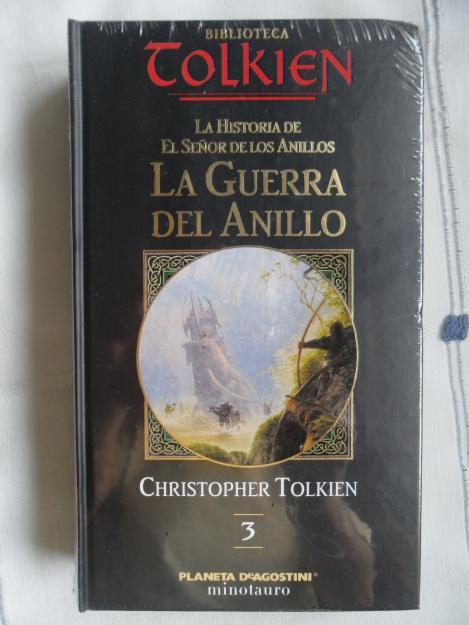 BIBLIOTECA
TOLKIEN
LA HISTORIA DE
EL SEÑOR DE LOS ANILLOS
LA GUERRA
DEL ANILLO
CHRISTOPHER TOLKIEN
3
PLANETA DeAGOSTINI
minotauro